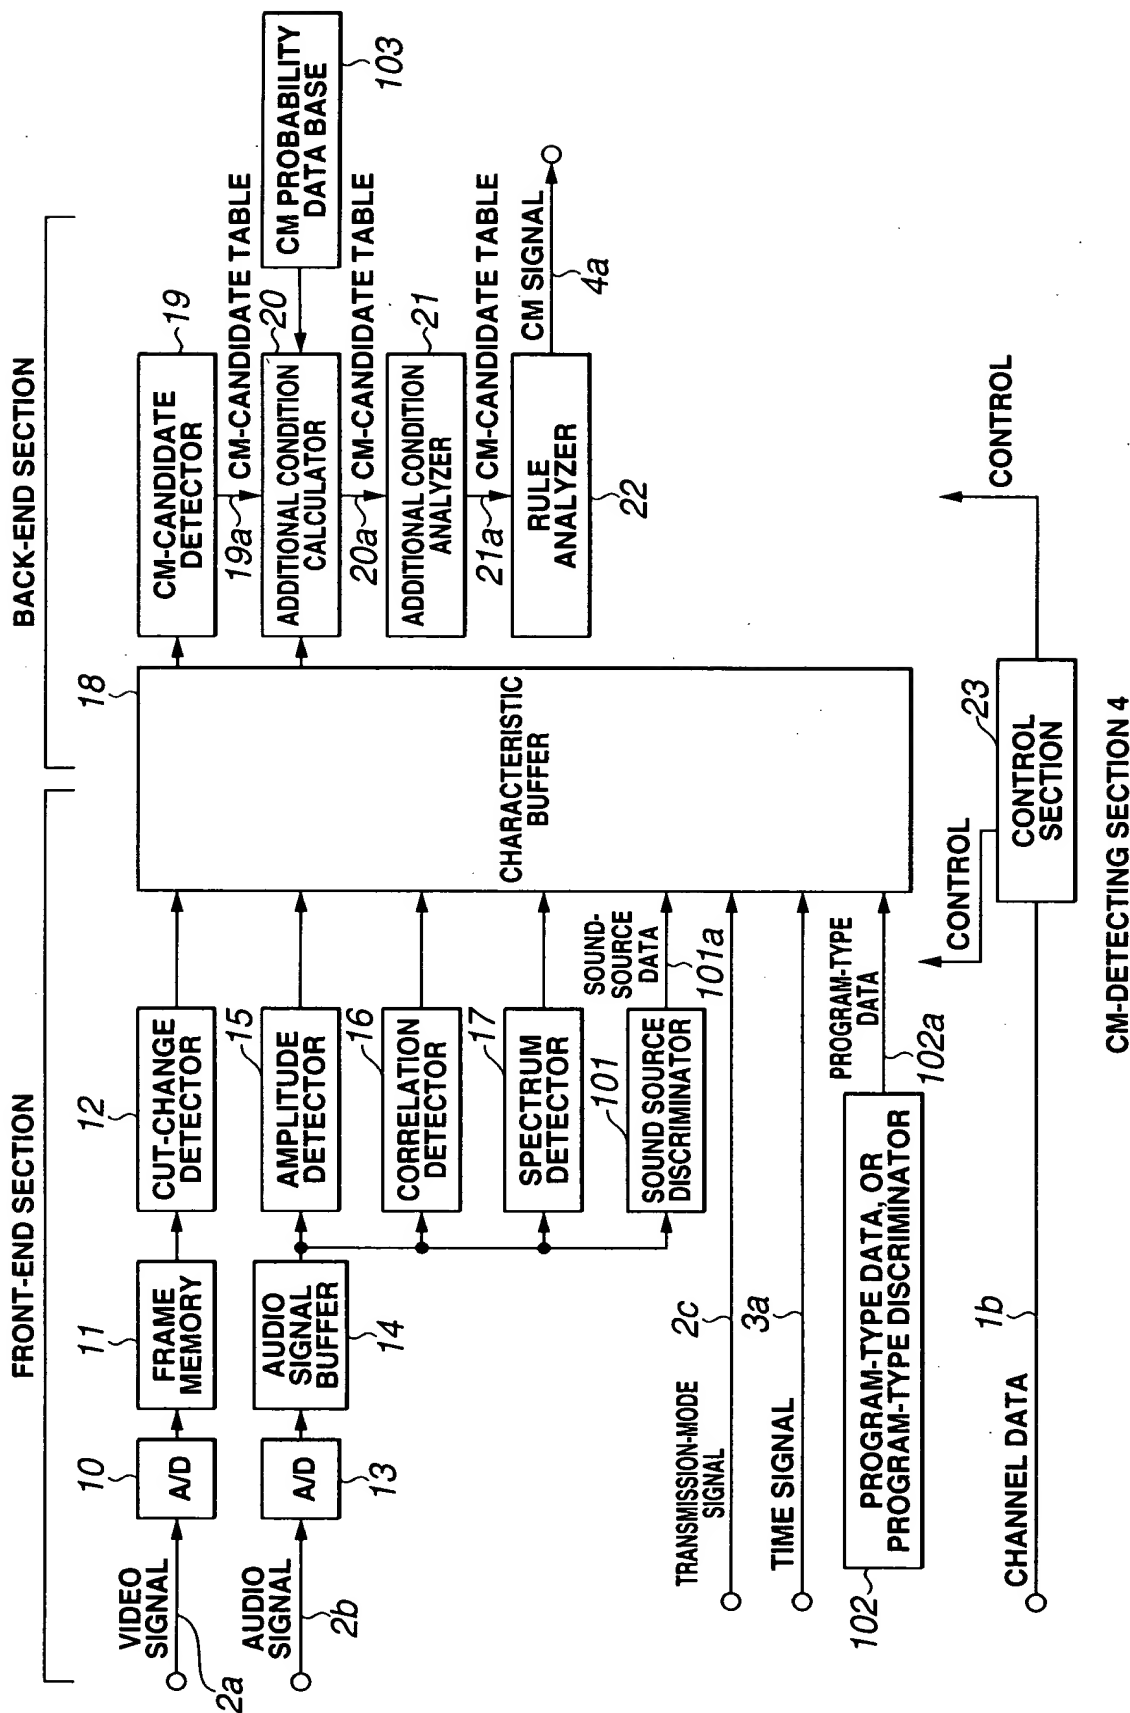 FRONT-END SECTION
BACK-END SECTION
VIDEO
SIGNAL
2a
10
A/D
11
FRAME
MEMORY
12
CUT-CHANGE
DETECTOR
AUDIO
SIGNAL
2b
A/D
13
AUDIO
SIGNAL
BUFFER
14
15
AMPLITUDE
DETECTOR
16
CORRELATION
DETECTOR
17
SPECTRUM
DETECTOR
101
SOUND SOURCE
DISCRIMINATOR
SOUND-
SOURCE
DATA
101a
TRANSMISSION-MODE
SIGNAL
2c
TIME SIGNAL
3a
102
PROGRAM-TYPE DATA, OR
PROGRAM-TYPE DISCRIMINATOR
PROGRAM-TYPE
DATA
102a
18
CHARACTERISTIC
BUFFER
CM-CANDIDATE
DETECTOR
19
19a
CM-CANDIDATE TABLE
ADDITIONAL CONDITION
CALCULATOR
20
CM PROBABILITY
DATA BASE
103
20a
CM-CANDIDATE TABLE
ADDITIONAL CONDITION
ANALYZER
21
21a
CM-CANDIDATE TABLE
RULE
ANALYZER
22
CM SIGNAL
4a
CHANNEL DATA
1b
CONTROL
CONTROL
SECTION
23
CONTROL
CM-DETECTING SECTION 4